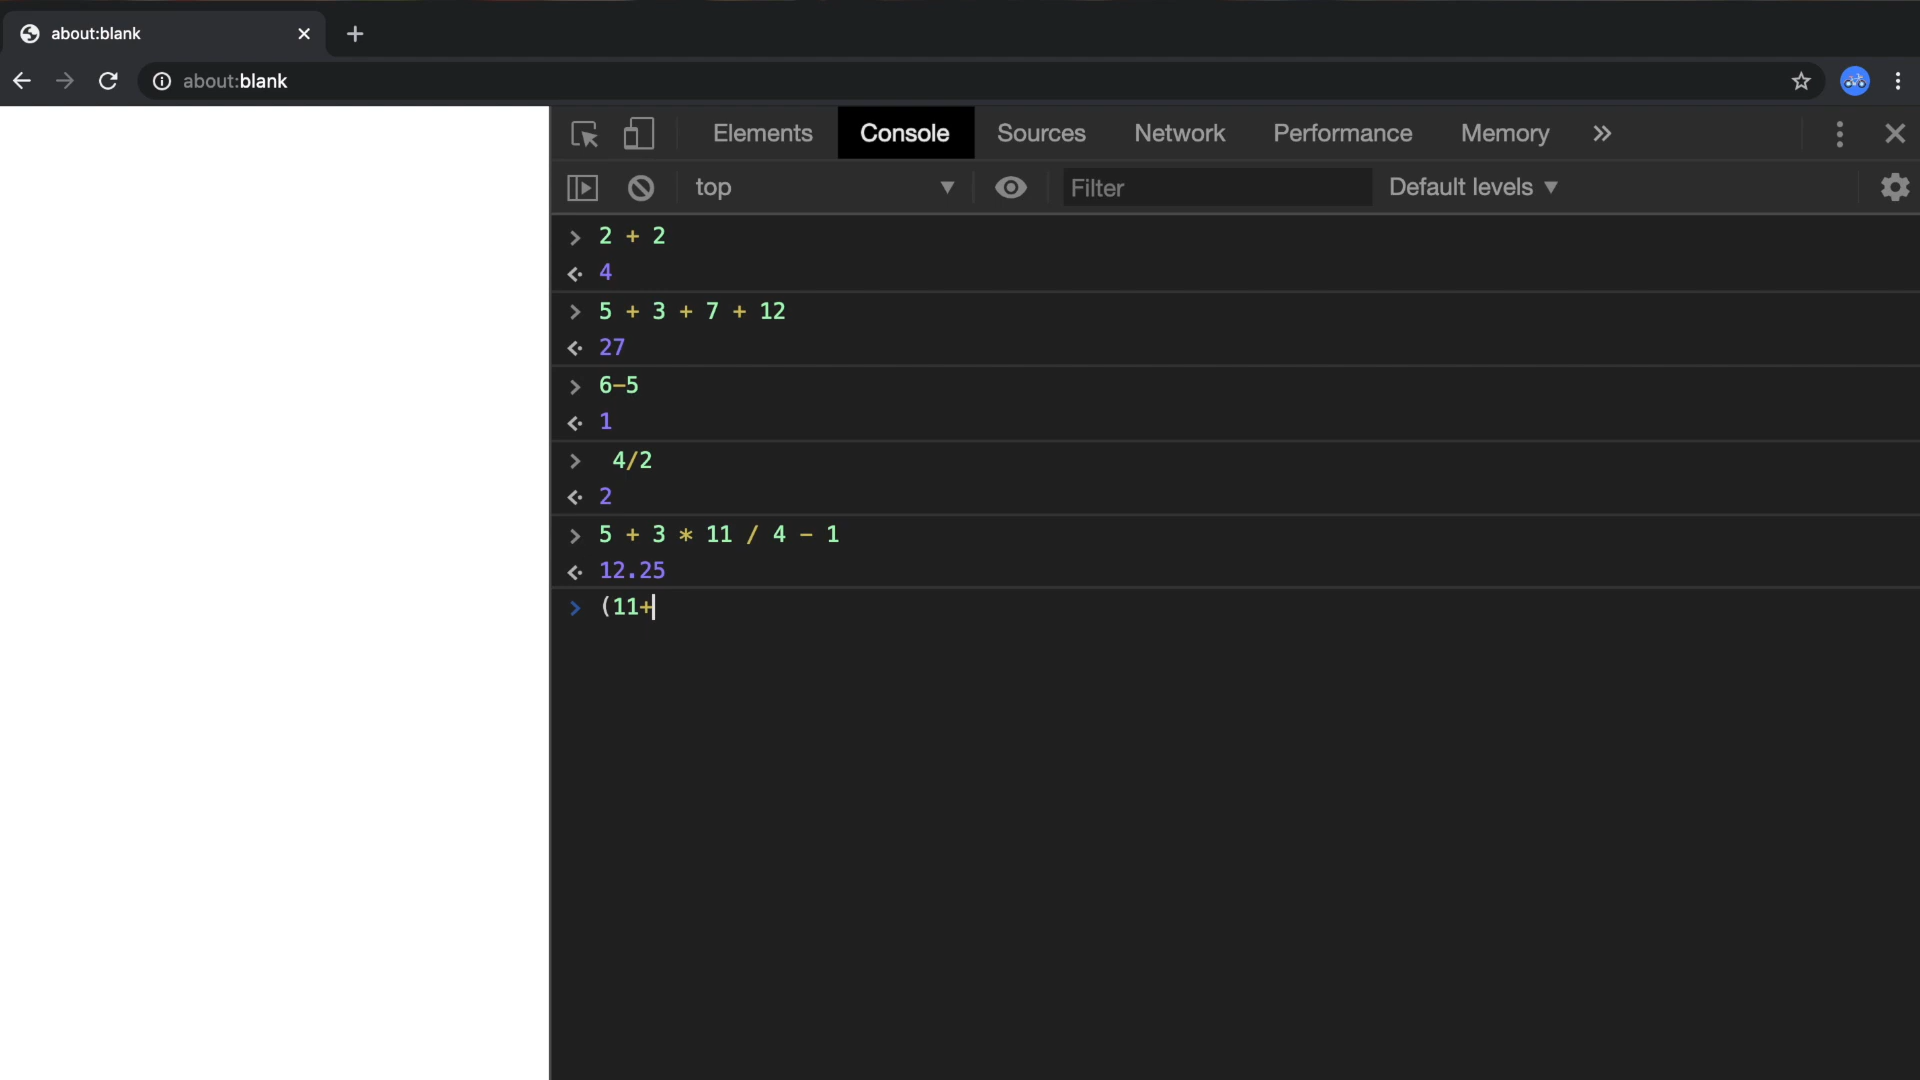 about:blank
about:blank
Elements Console Sources Network Performance Memory »
top Filter Default levels
> 2 + 2
4
> 5 + 3 + 7 + 12
27
> 6-5
1
> 4/2
2
> 5 + 3 * 11 / 4 - 1
12.25
> (11+